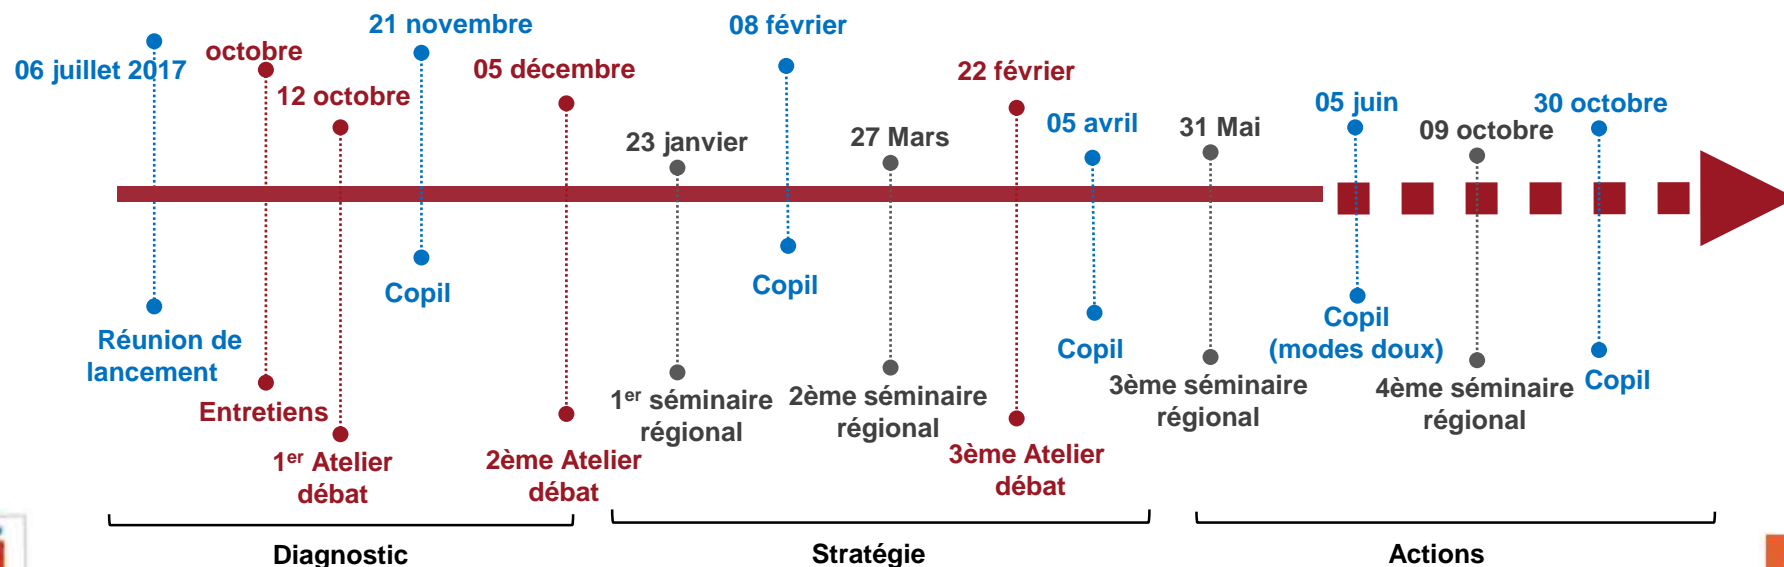 06 juillet 2017
octobre
12 octobre
21 novembre
05 décembre
23 janvier
08 février
27 Mars
22 février
05 avril
31 Mai
05 juin
09 octobre
30 octobre
Réunion de
lancement
Entretiens
1er Atelier
débat
Copil
2ème Atelier
débat
1er séminaire
régional
Copil
2ème séminaire
régional
3ème Atelier
débat
Copil
3ème séminaire
régional
Copil
(modes doux)
4ème séminaire
régional
Copil
Diagnostic
Stratégie
Actions